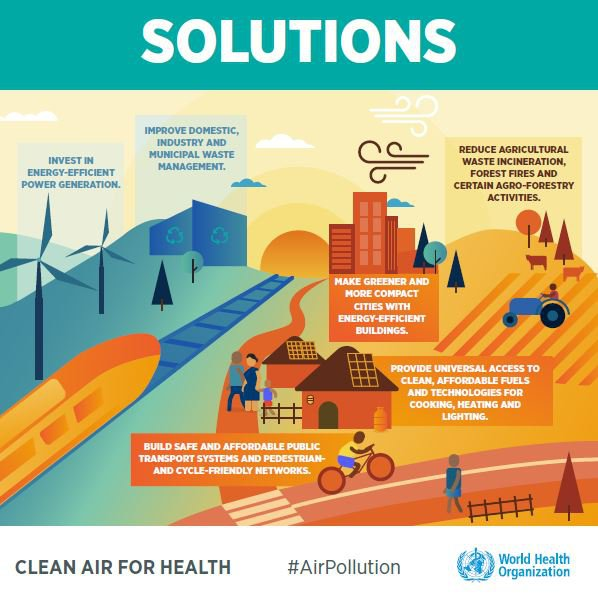 SOLUTIONS
IMPROVE DOMESTIC,
INDUSTRY AND
MUNICIPAL WASTE
MANAGEMENT.
INVEST IN
ENERGY-EFFICIENT
POWER GENERATION.
REDUCE AGRICULTURAL
WASTE INCINERATION,
FOREST FIRES AND
CERTAIN AGRO-FORESTRY
ACTIVITIES.
MAKE GREENER AND
MORE COMPACT
CITIES WITH
ENERGY-EFFICIENT
BUILDINGS.
PROVIDE UNIVERSAL ACCESS TO
CLEAN, AFFORDABLE FUELS
AND TECHNOLOGIES FOR
COOKING, HEATING AND
LIGHTING.
BUILD SAFE AND AFFORDABLE PUBLIC
TRANSPORT SYSTEMS AND PEDESTRIAN-
AND CYCLE-FRIENDLY NETWORKS.
CLEAN AIR FOR HEALTH
#AirPollution
World Health
Organization